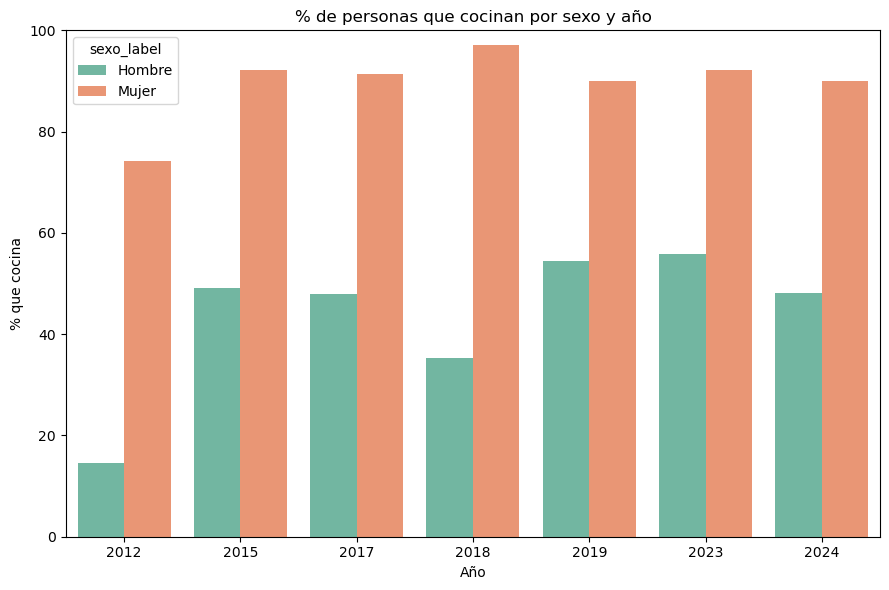 % de personas que cocinan por sexo y año
sexo_label
Hombre
Mujer
% que cocina
100
80
60
40
20
0
2012 2015 2017 2018 2019 2023 2024
Año